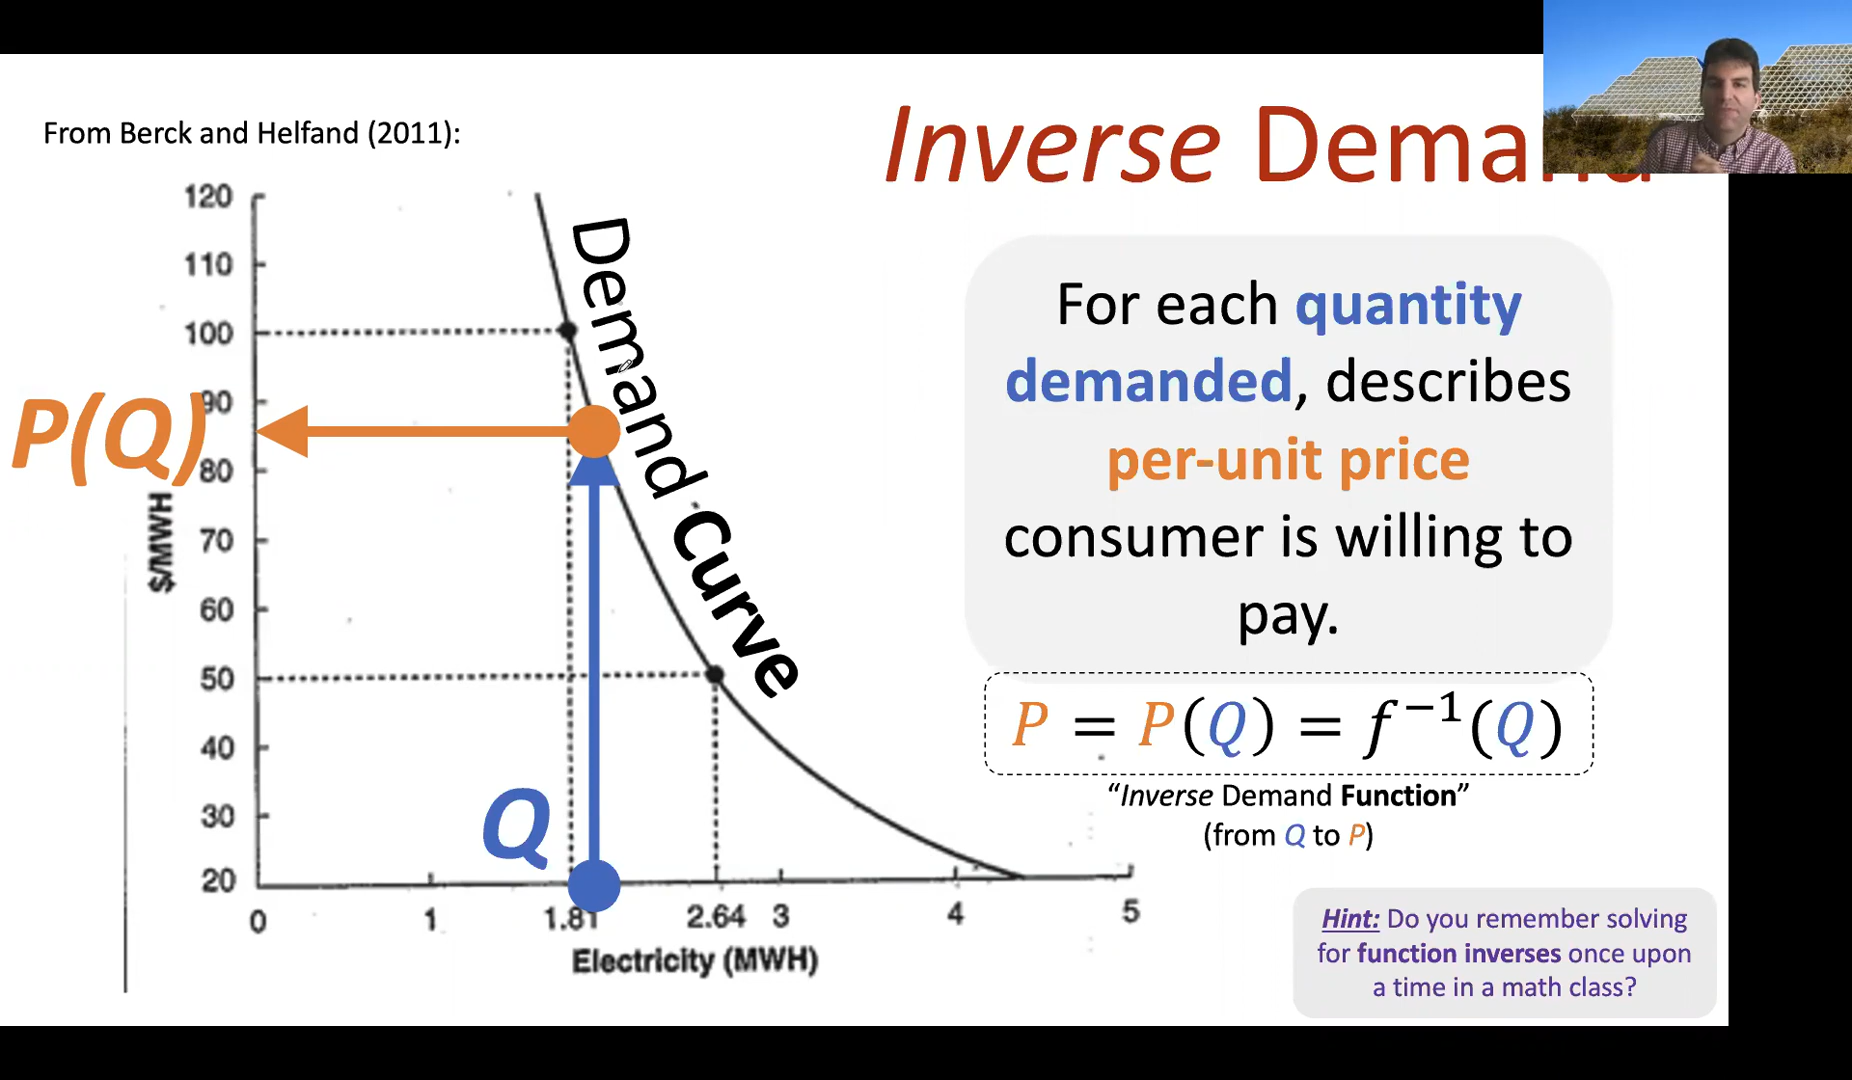 From Berck and Helfand (2011):
Inverse Deman
120
110
100
90
80
70
60
50
40
30
20
$/MWH
P(Q)
Demand Curve
Q
0 1 1.81 2.64 3 4 5
Electricity (MWH)
For each quantity
demanded, describes
per-unit price
consumer is willing to
pay.
P = P(Q) = f⁻¹(Q)
“Inverse Demand Function”
(from Q to P)
Hint: Do you remember solving
for function inverses once upon
a time in a math class?